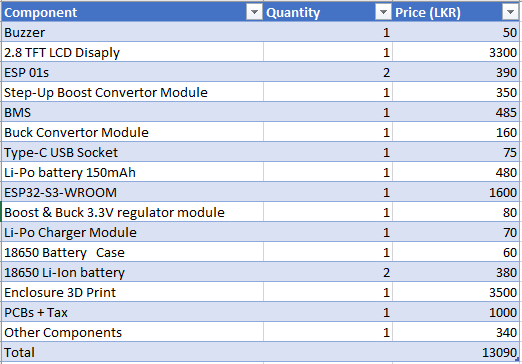 Component Quantity Price (LKR)
Buzzer 1 50
2.8 TFT LCD Disaply 1 3300
ESP 01s 2 390
Step-Up Boost Convertor Module 1 350
BMS 1 485
Buck Convertor Module 1 160
Type-C USB Socket 1 75
Li-Po battery 150mAh 1 480
ESP32-S3-WROOM 1 1600
Boost & Buck 3.3V regulator module 1 80
Li-Po Charger Module 1 70
18650 Battery Case 1 60
18650 Li-Ion battery 2 380
Enclosure 3D Print 1 3500
PCBs + Tax 1 1000
Other Components 1 340
Total 13090